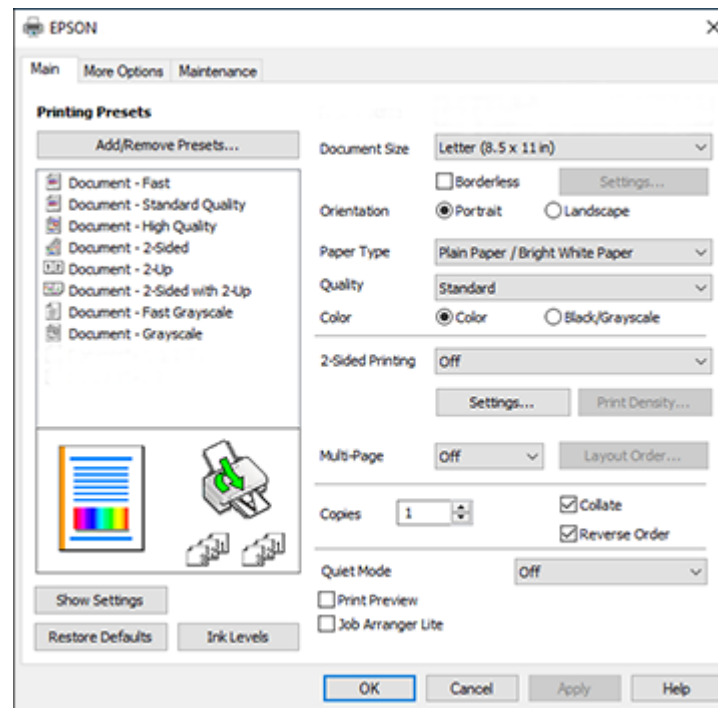 EPSON
Main More Options Maintenance
Printing Presets
Add/Remove Presets...
Document - Fast
Document - Standard Quality
Document - High Quality
Document - 2-Sided
Document - 2-Up
Document - 2-Sided with 2-Up
Document - Fast Grayscale
Document - Grayscale
Show Settings
Restore Defaults Ink Levels
Document Size Letter (8.5 x 11 in)
Borderless Settings...
Orientation Portrait Landscape
Paper Type Plain Paper / Bright White Paper
Quality Standard
Color Color Black/Grayscale
2-Sided Printing Off
Settings... Print Density...
Multi-Page Off Layout Order...
Copies 1 Collate
Reverse Order
Quiet Mode Off
Print Preview
Job Arranger Lite
OK Cancel Apply Help